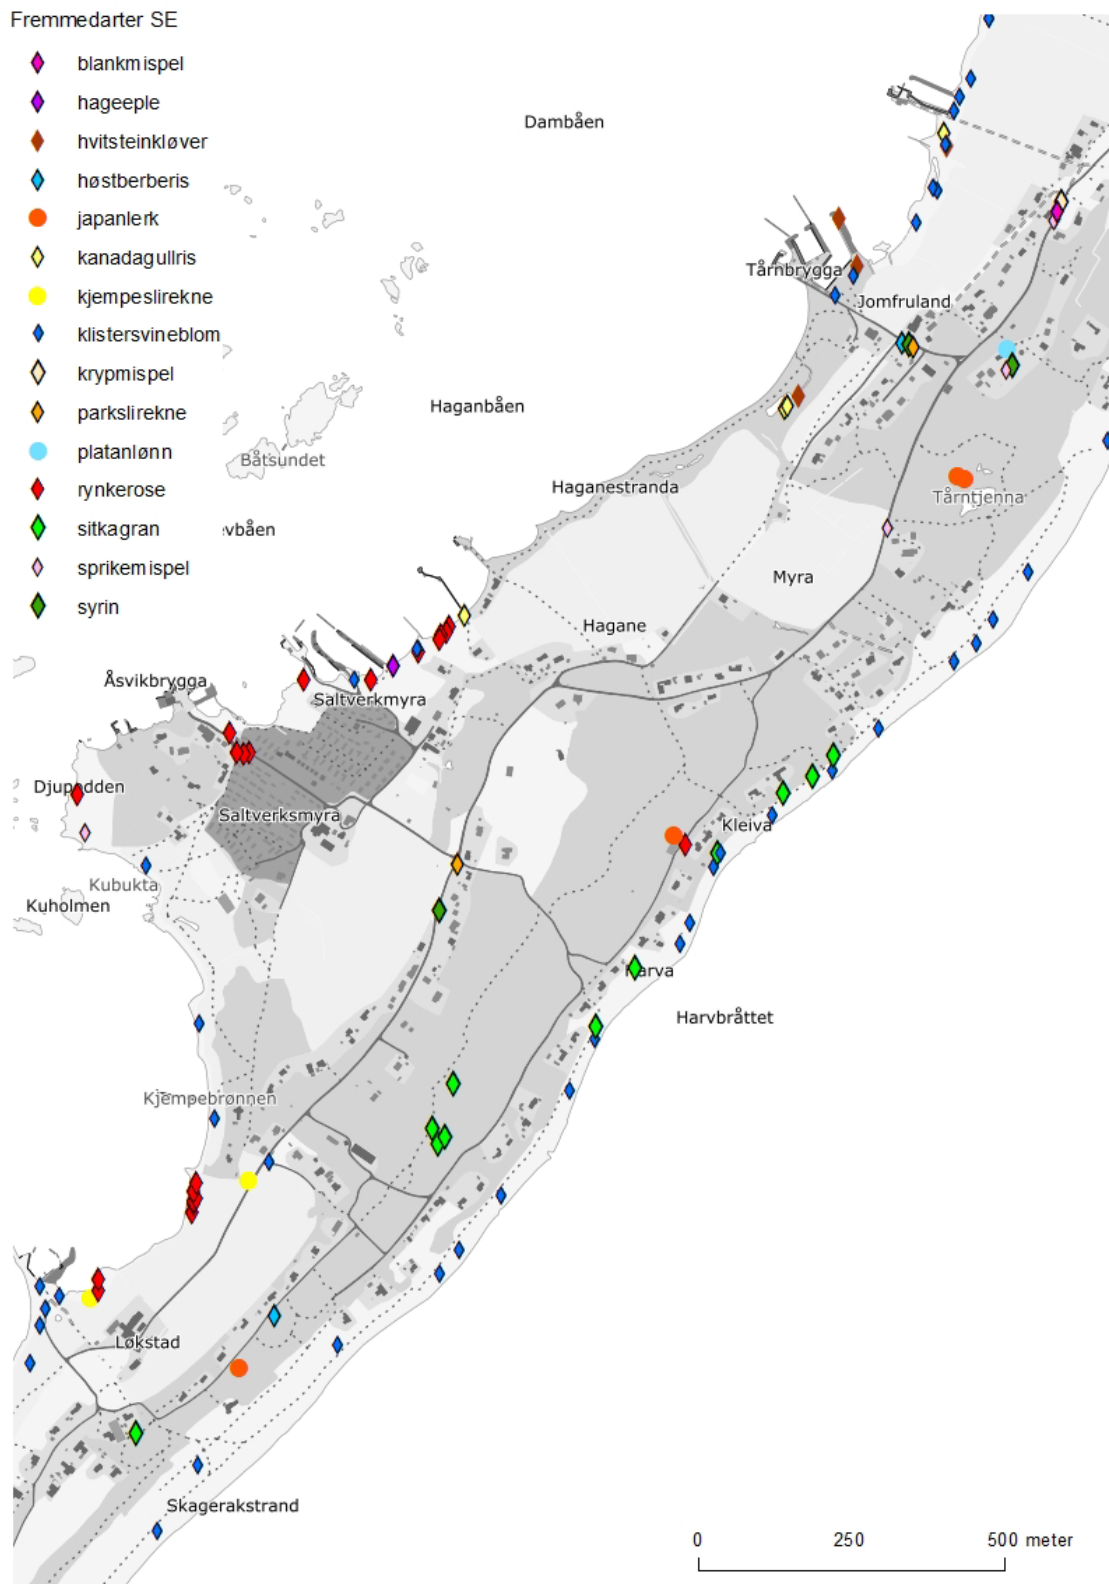 Fremmedarter SE
blankmispel
hageeple
hvitsteinkløver
høstberberis
japanlerk
kanadagullris
kjempeslirekne
klistersvineblom
krypmispel
parkslirekne
platanlønn
rynkerose
sitkagran
sprikemispel
syrin
Dambåen
Tårnbrygga
Jomfruland
Haganbåen
Båtsundet
Haganestranda
Tårntjenna
evbåen
Myra
Hagane
Åsvikbrygga
Saltverkmyra
Djupodden
Saltverksmyra
Kleiva
Kubukta
Kuholmen
Harva
Harvbråttet
Kjempebrønnen
Løkstad
Skagerakstrand
0 250 500 meter